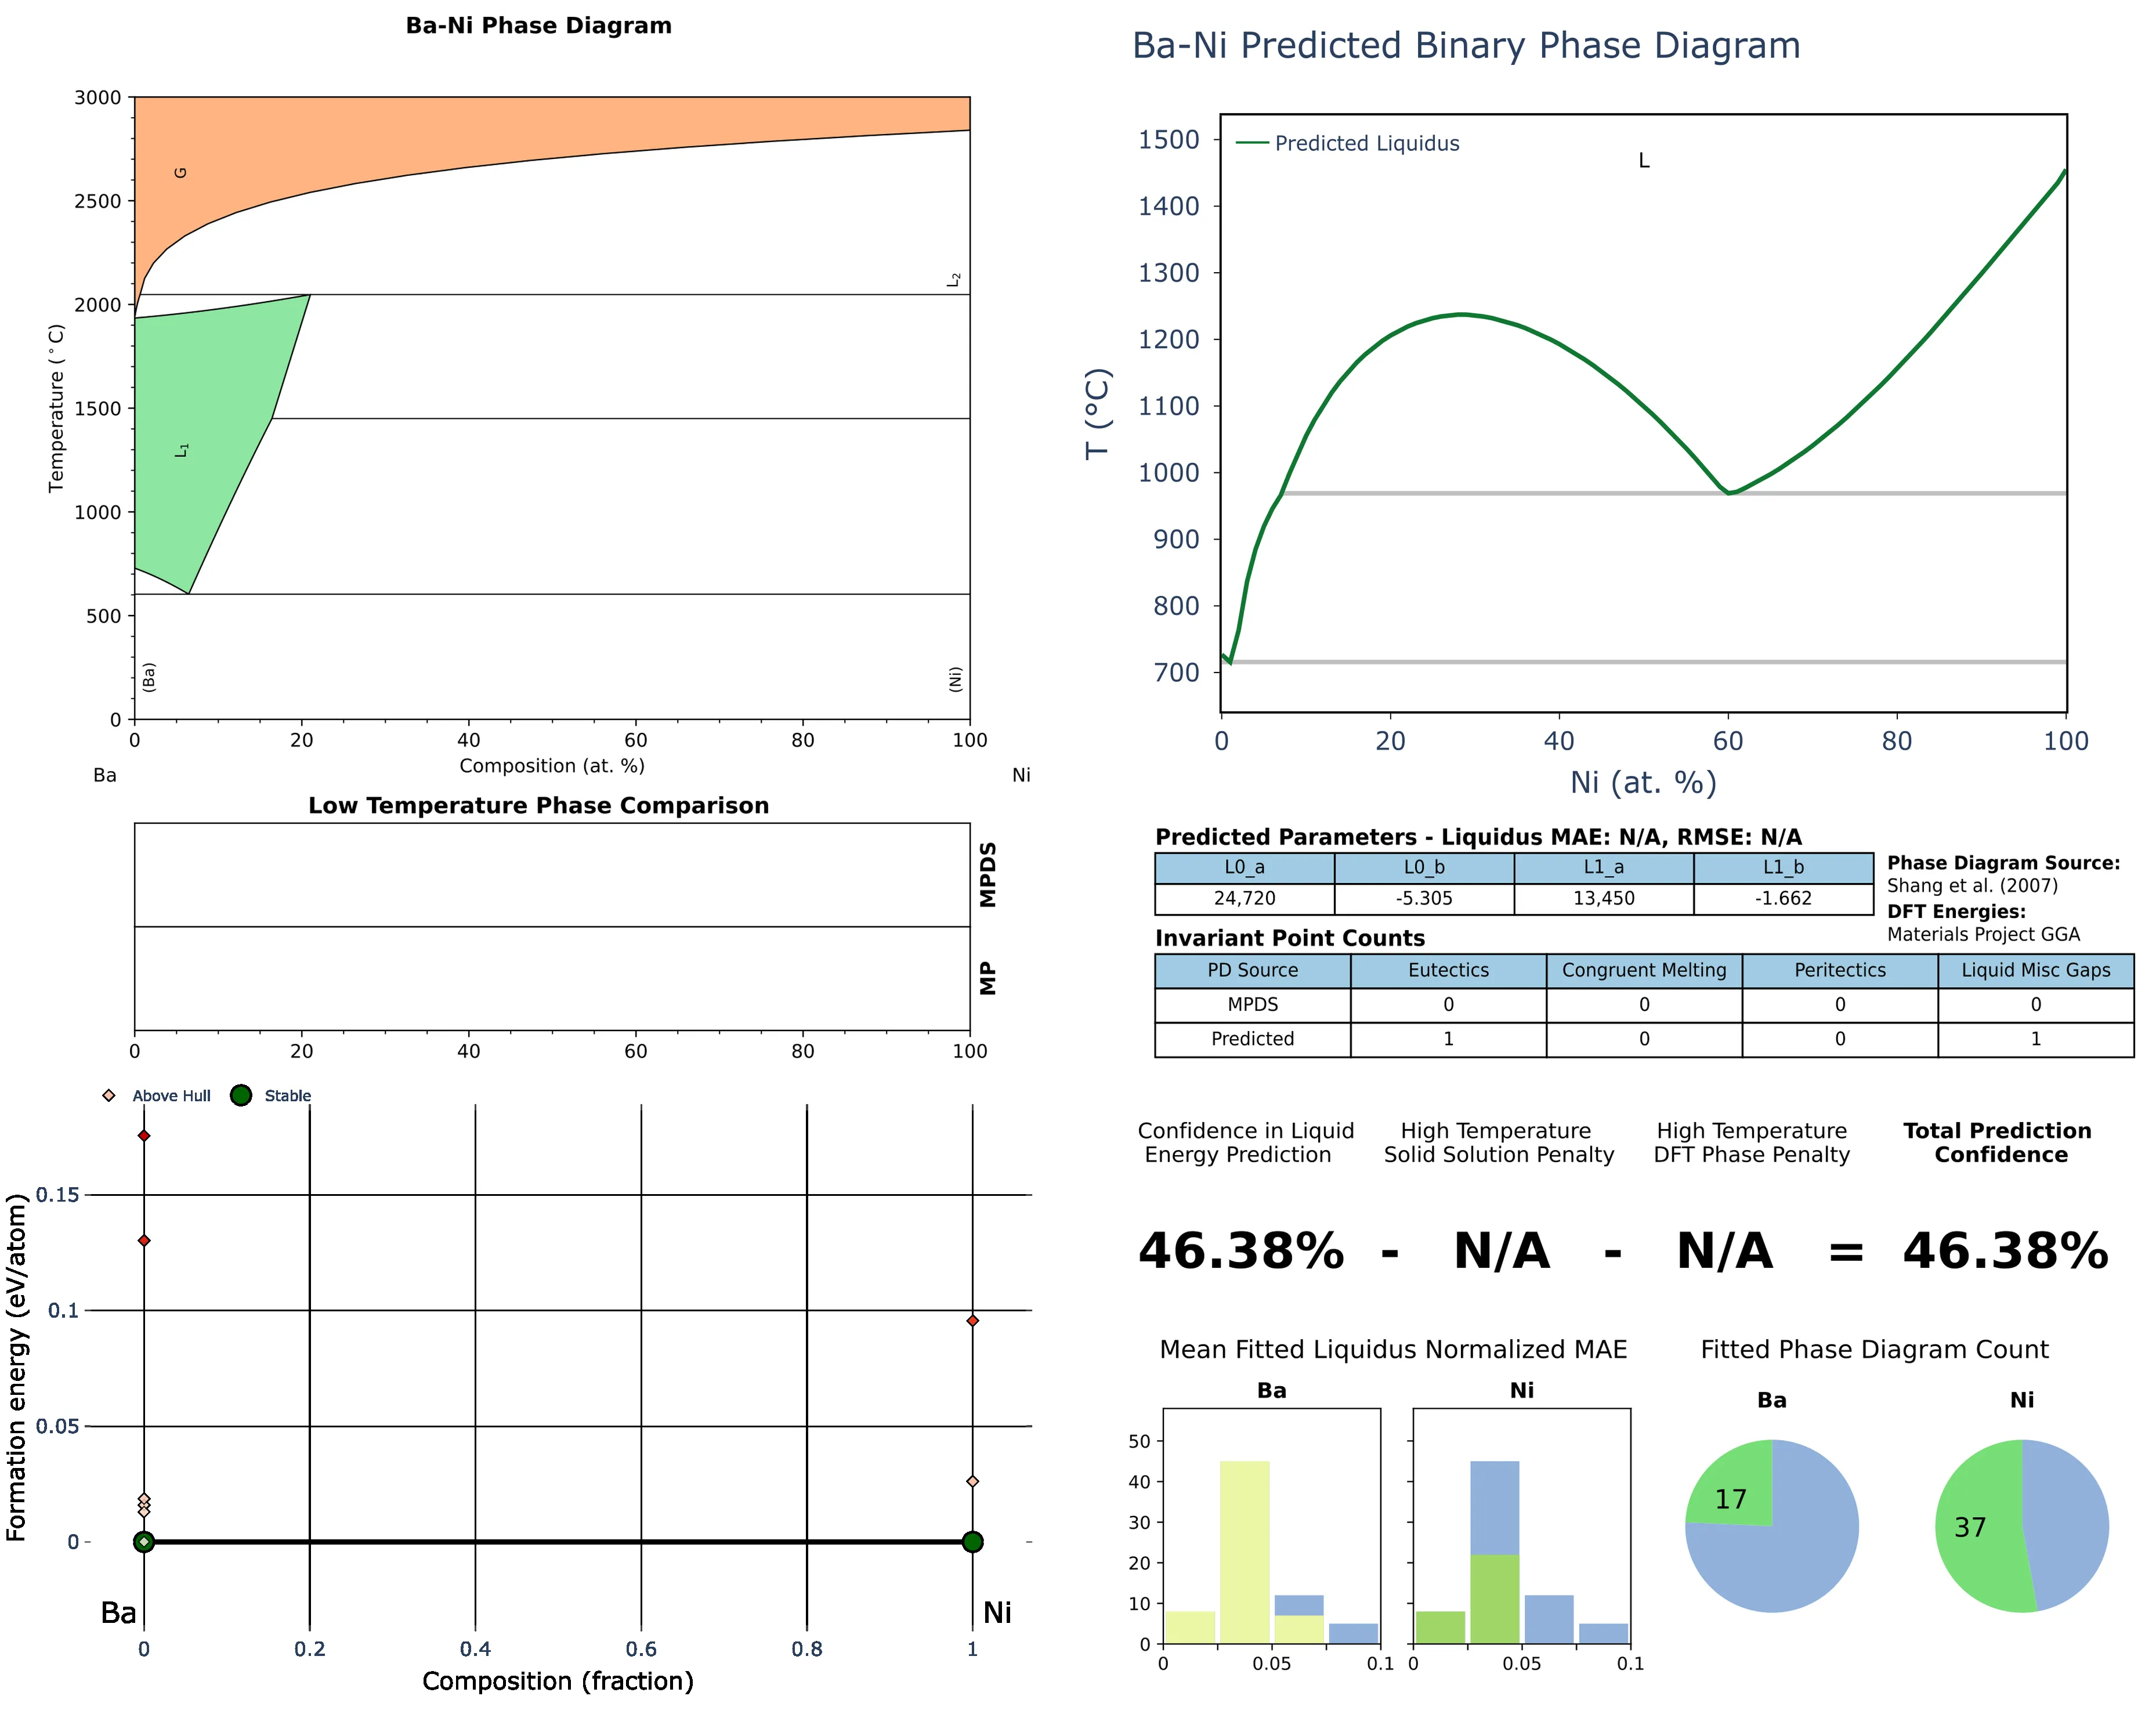 Ba-Ni Phase Diagram
3000
2500
2000
1500
1000
500
0
Temperature (°C)
G
L2
L1
(Ba)
(Ni)
0 20 40 60 80 100
Composition (at. %)
Ba Ni
Low Temperature Phase Comparison
MPDS
MP
0 20 40 60 80 100
Above Hull Stable
0.15
0.1
0.05
0
Formation energy (eV/atom)
Ba Ni
0 0.2 0.4 0.6 0.8 1
Composition (fraction)
Ba-Ni Predicted Binary Phase Diagram
Predicted Liquidus
L
1500
1400
1300
1200
1100
1000
900
800
700
T (°C)
0 20 40 60 80 100
Ni (at. %)
Predicted Parameters - Liquidus MAE: N/A, RMSE: N/A
L0_a L0_b L1_a L1_b
24,720 -5.305 13,450 -1.662
Phase Diagram Source:
Shang et al. (2007)
DFT Energies:
Materials Project GGA
Invariant Point Counts
PD Source Eutectics Congruent Melting Peritectics Liquid Misc Gaps
MPDS 0 0 0 0
Predicted 1 0 0 1
Confidence in Liquid
Energy Prediction
High Temperature
Solid Solution Penalty
High Temperature
DFT Phase Penalty
Total Prediction
Confidence
46.38% - N/A - N/A = 46.38%
Mean Fitted Liquidus Normalized MAE
Ba Ni
50
40
30
20
10
0
0 0.05 0.1 0 0.05 0.1
Fitted Phase Diagram Count
Ba Ni
17 37